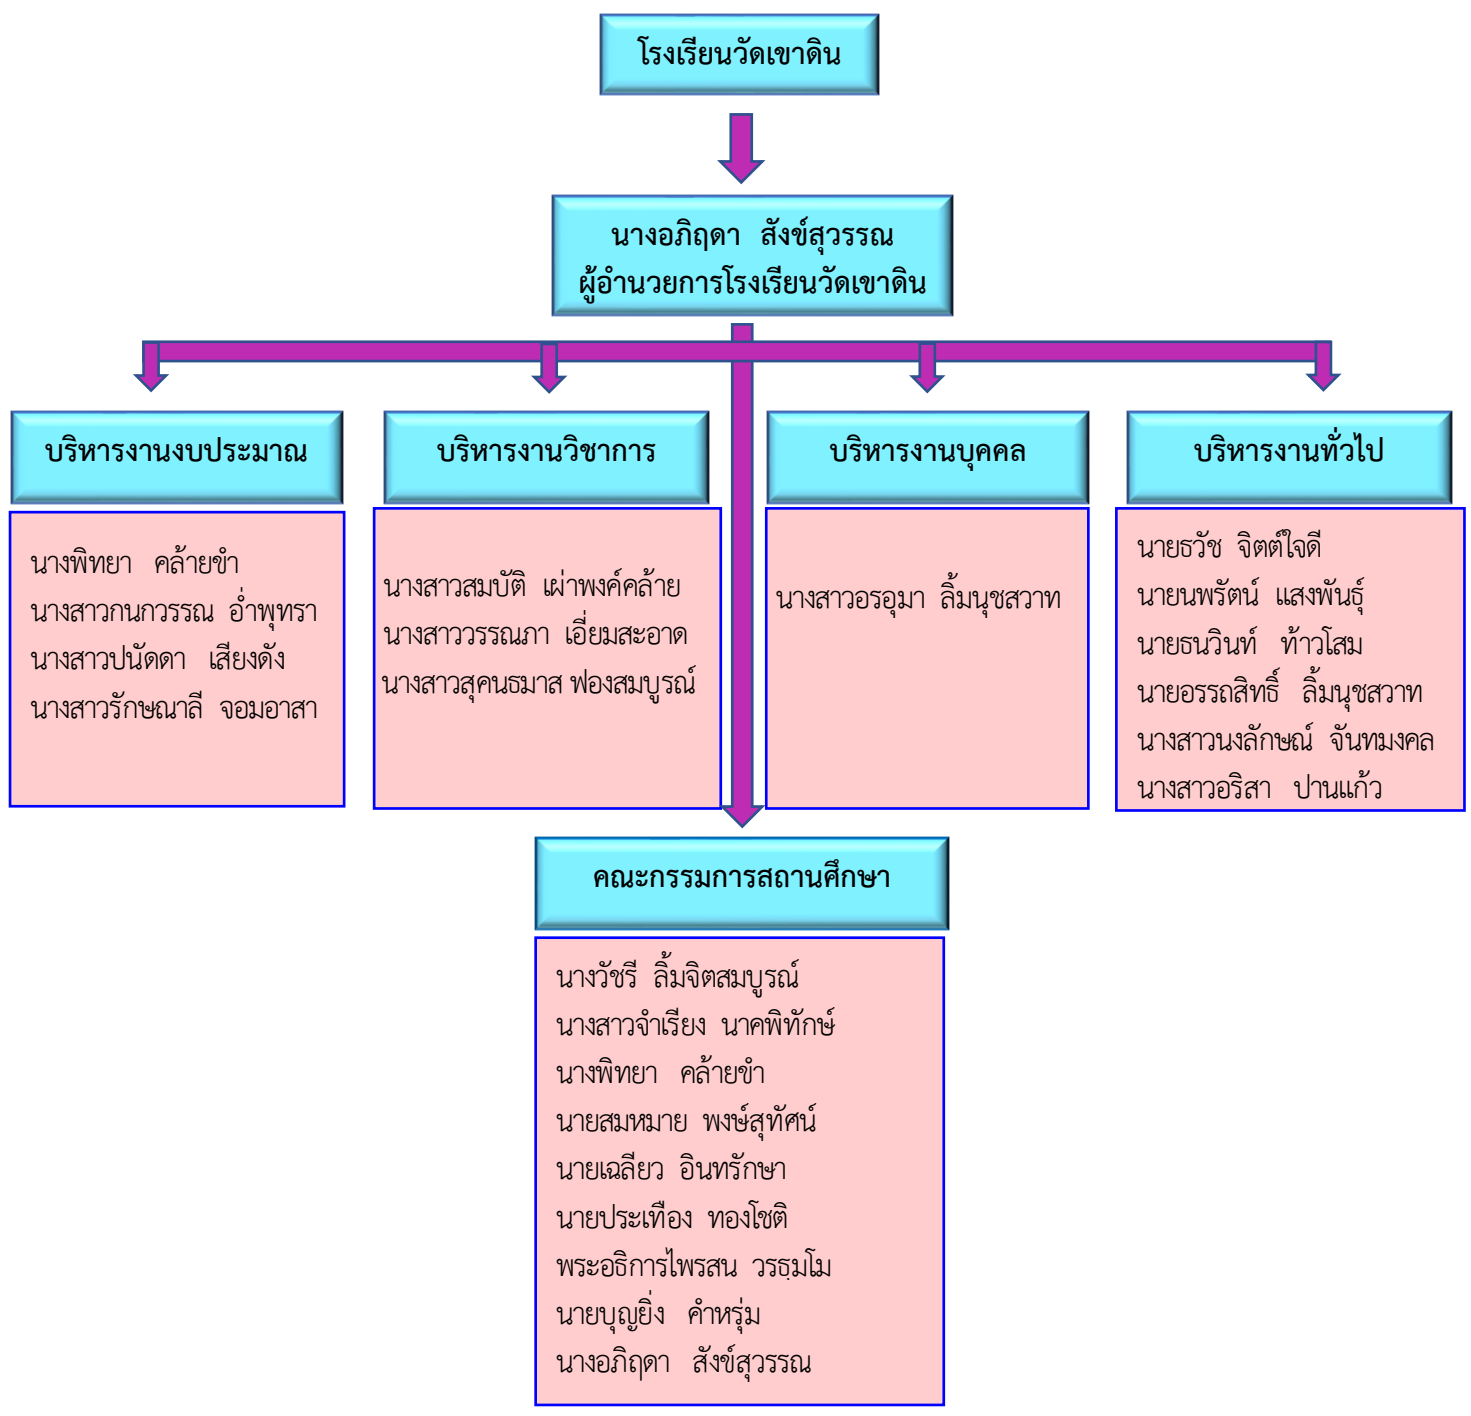 โรงเรียนวัดเขาดิน
นางอภิฤดา สังข์สุวรรณ
ผู้อำนวยการโรงเรียนวัดเขาดิน
บริหารงานงบประมาณ
นางพิทยา คล้ายขำ
นางสาวกนกวรรณ อ่ำพุทรา
นางสาวปนัดดา เสียงดัง
นางสาวรักษณาลี จอมอาสา
บริหารงานวิชาการ
นางสาวสมบัติ เผ่าพงค์คล้าย
นางสาววรรณภา เอี่ยมสะอาด
นางสาวสุคนธมาส ฟองสมบูรณ์
บริหารงานบุคคล
นางสาวอรอุมา ลิ้มนุชสวาท
บริหารงานทั่วไป
นายธวัช จิตต์ใจดี
นายนพรัตน์ แสงพันธุ์
นายธนวินท์ ท้าวโสม
นายอรรถสิทธิ์ ลิ้มนุชสวาท
นางสาวนงลักษณ์ จันทมงคล
นางสาวอริสา ปานแก้ว
คณะกรรมการสถานศึกษา
นางวัชรี ลิ้มจิตสมบูรณ์
นางสาวจำเรียง นาคพิทักษ์
นางพิทยา คล้ายขำ
นายสมหมาย พงษ์สุทัศน์
นายเฉลียว อินทรักษา
นายประเทือง ทองโชติ
พระอธิการไพรสน วรธฺมโม
นายบุญยิ่ง คำหรุ่ม
นางอภิฤดา สังข์สุวรรณ